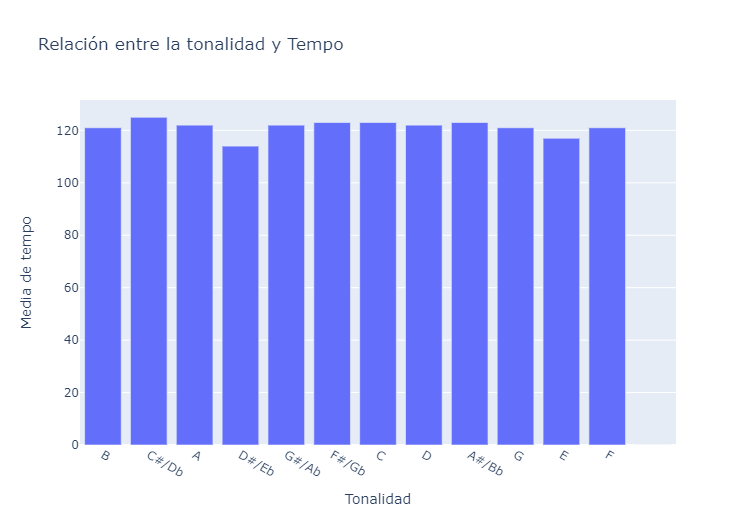 Relación entre la tonalidad y Tempo
Media de tempo
120
100
80
60
40
20
0
B
C#/Db
A
D#/Eb
G#/Ab
F#/Gb
C
D
A#/Bb
G
E
F
Tonalidad